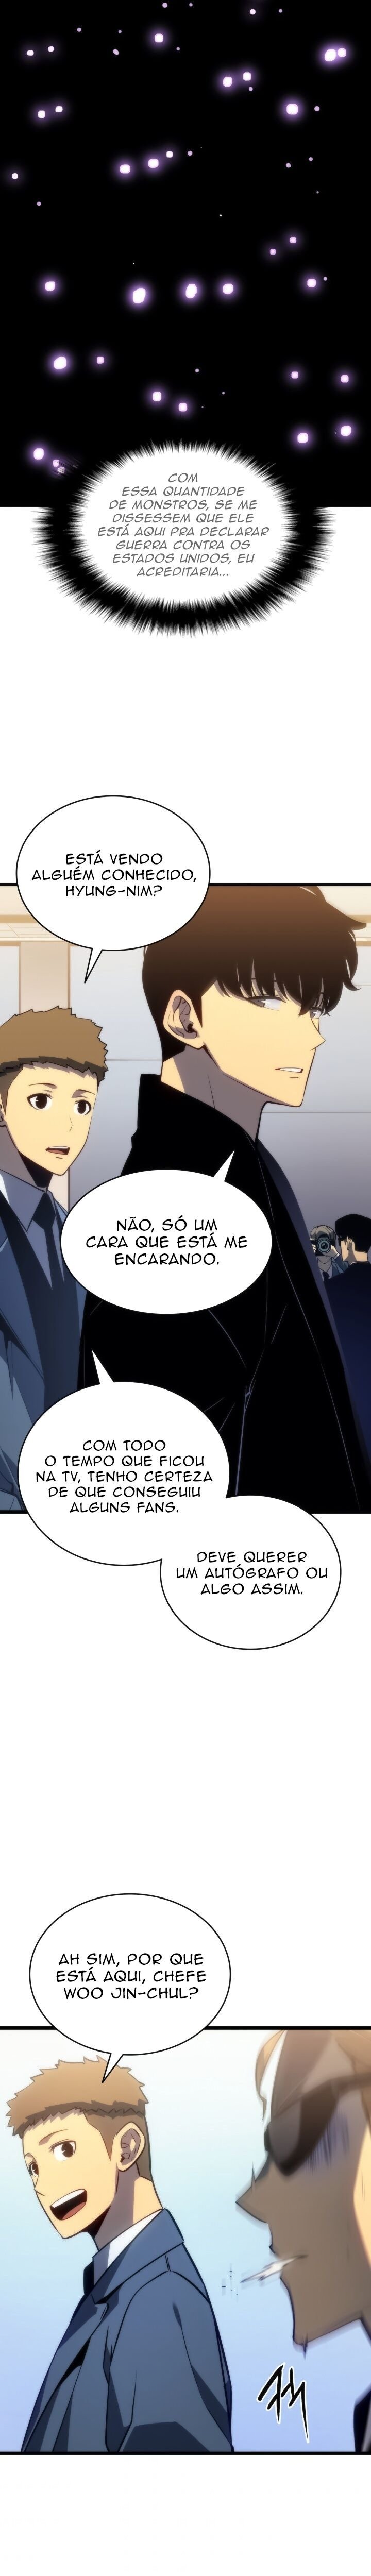 COM
ESSA QUANTIDADE
DE MONSTROS, SE ME
DISSESSEM QUE ELE
ESTÁ AQUI PRA DECLARAR
GUERRA CONTRA OS
ESTADOS UNIDOS, EU
ACREDITARIA...
ESTÁ VENDO
ALGUÉM CONHECIDO,
HYUNG-NIM?
NÃO, SÓ UM
CARA QUE ESTÁ ME
ENCARANDO.
COM TODO
O TEMPO QUE FICOU
NA TV, TENHO CERTEZA
DE QUE CONSEGUIU
ALGUNS FANS.
DEVE QUERER
UM AUTÓGRAFO OU
ALGO ASSIM.
AH SIM, POR QUE
ESTÁ AQUI, CHEFE
WOO JIN-CHUL?